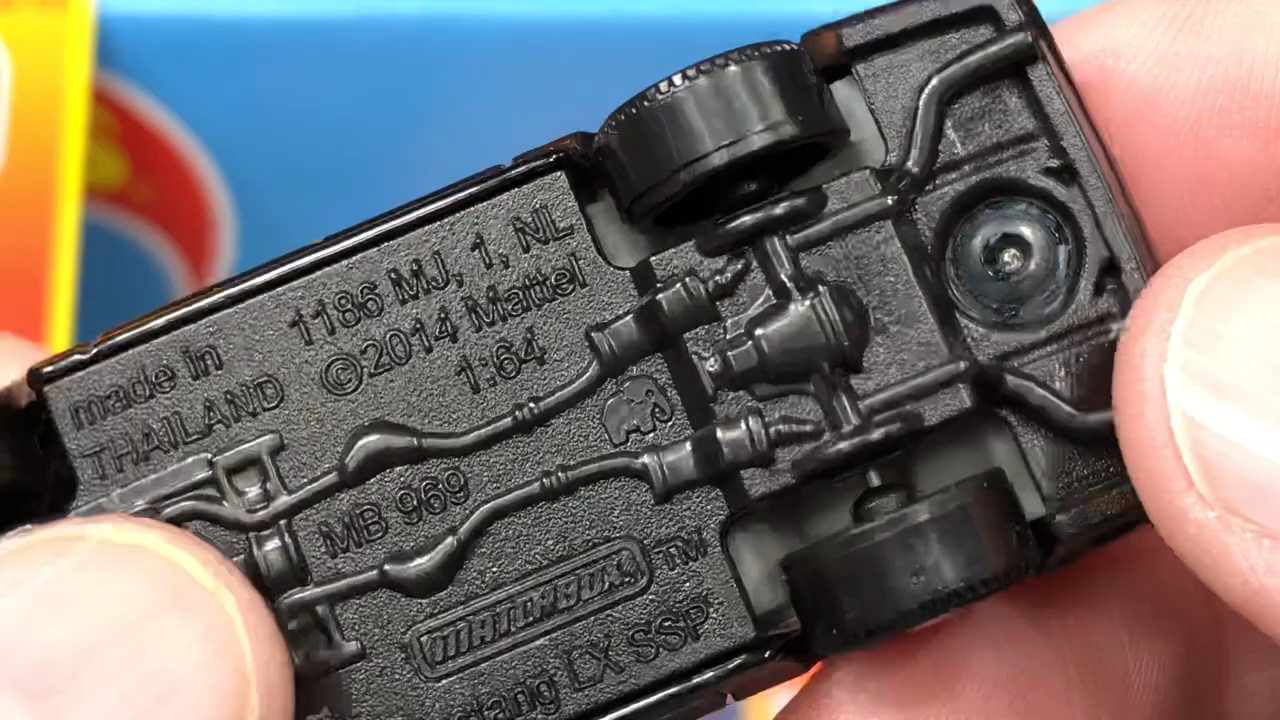 made in
THAILAND
1186 MJ, 1, NL
©2014 Mattel
1:64
MB 969
MATCHBOX
TM
LX SSP